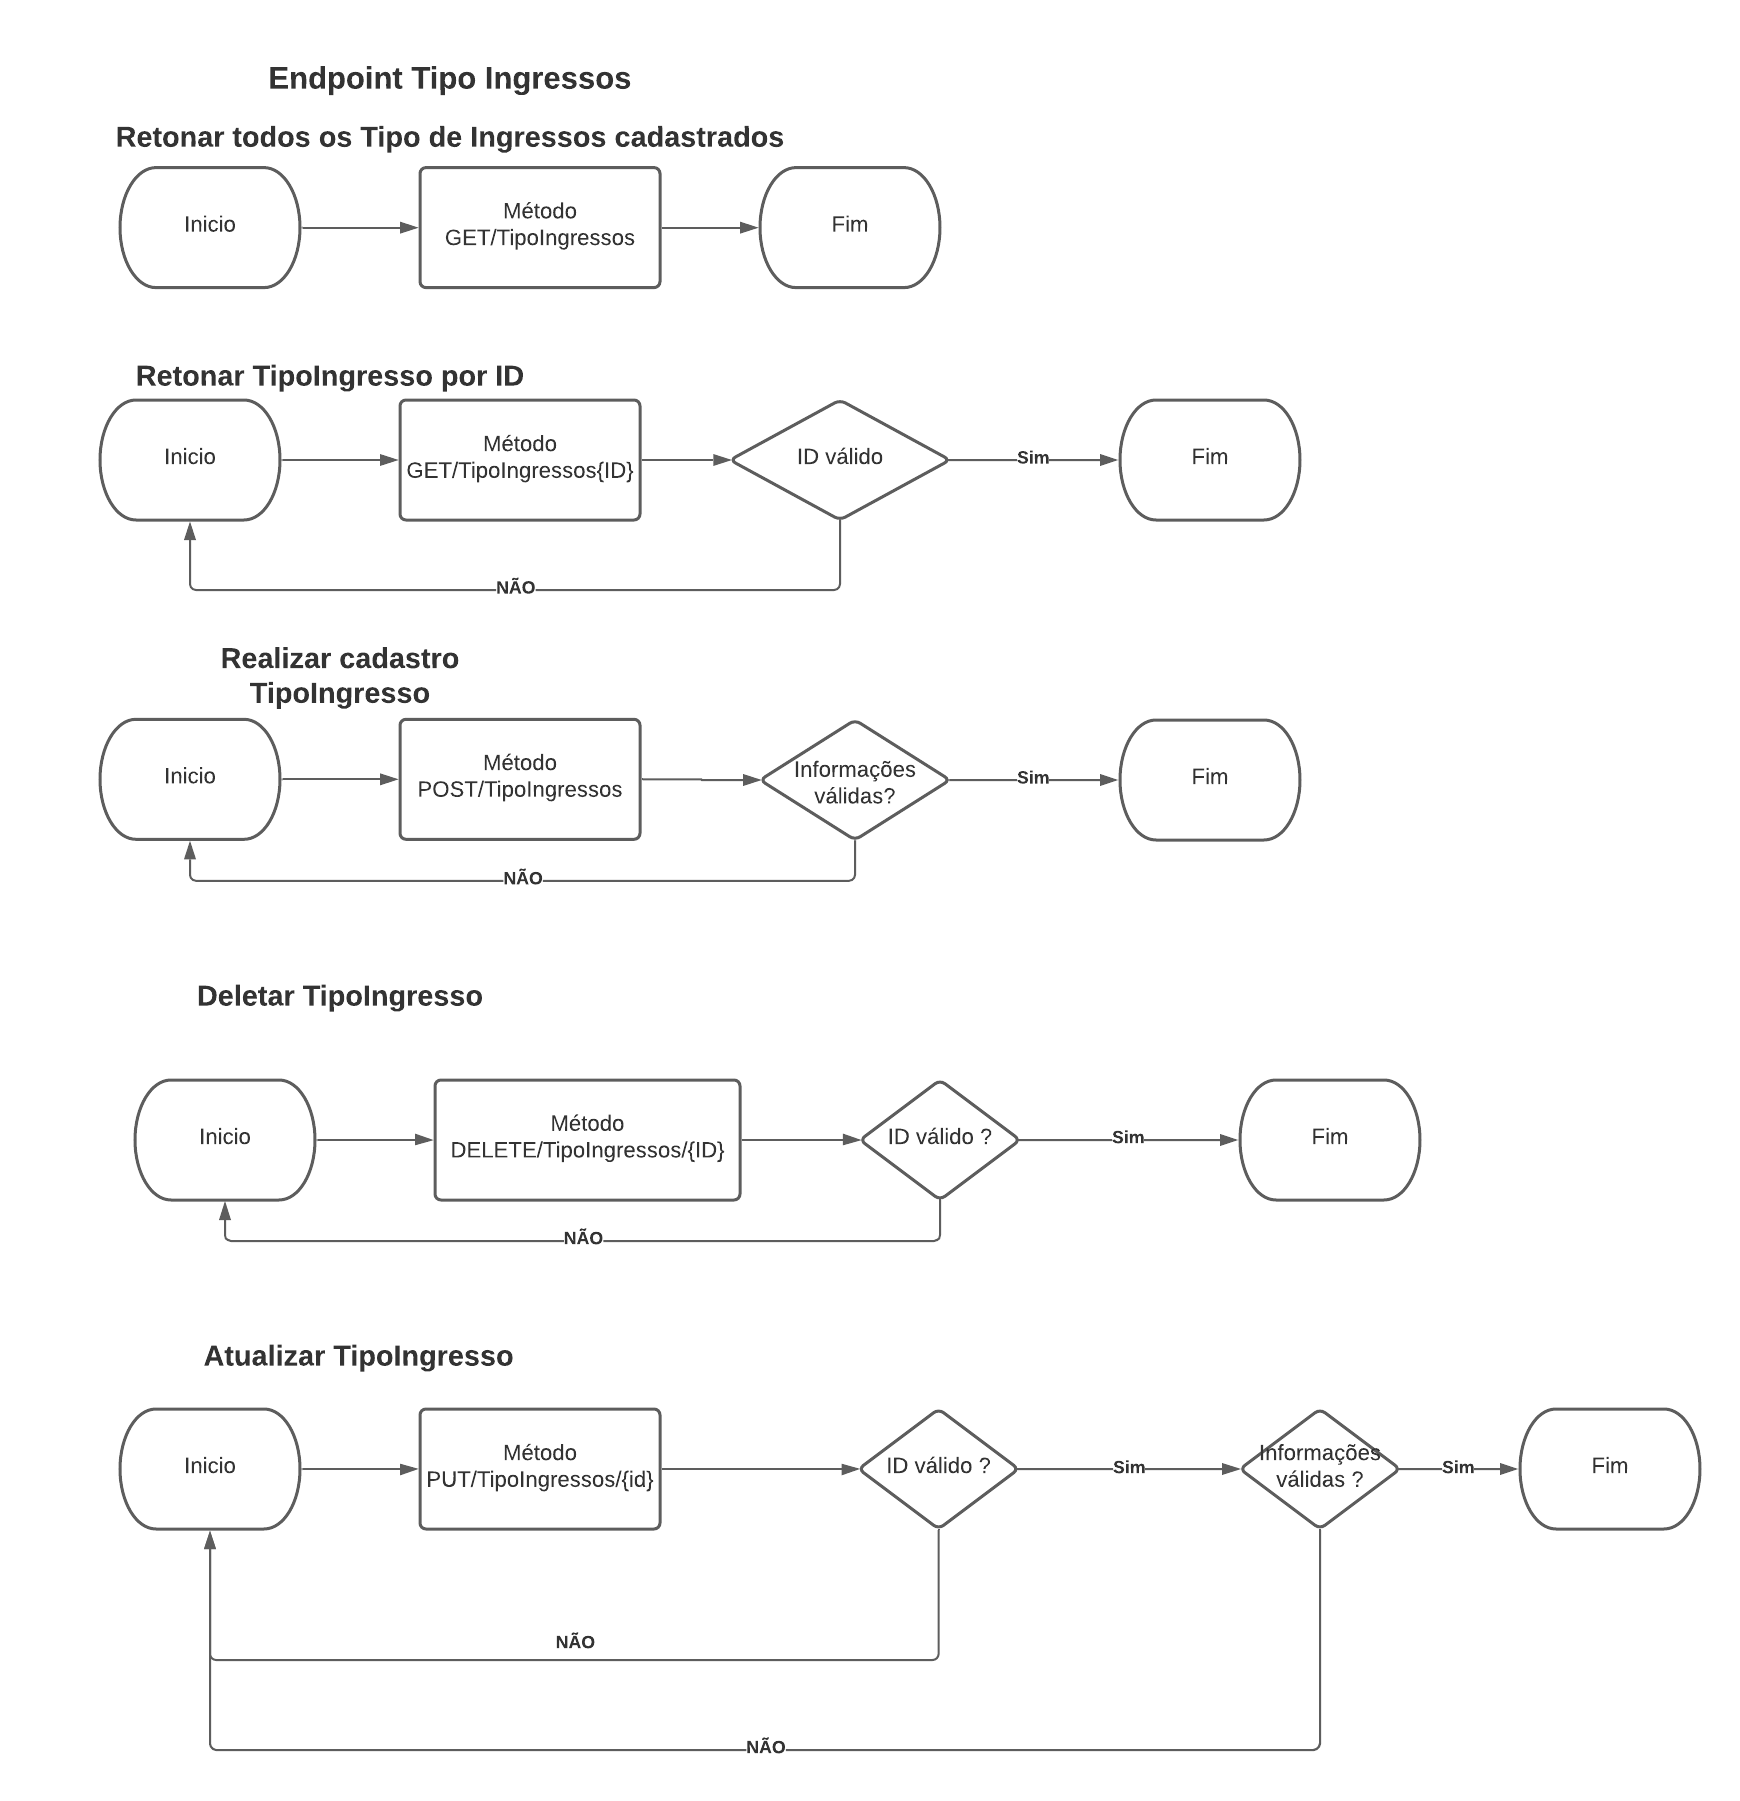 Endpoint Tipo Ingressos
Retonar todos os Tipo de Ingressos cadastrados
Inicio
Método
GET/TipoIngressos
Fim
Retonar TipoIngresso por ID
Inicio
Método
GET/TipoIngressos{ID}
ID válido
Sim
Fim
NÃO
Realizar cadastro
TipoIngresso
Inicio
Método
POST/TipoIngressos
Informações
válidas?
Sim
Fim
NÃO
Deletar TipoIngresso
Inicio
Método
DELETE/TipoIngressos/{ID}
ID válido ?
Sim
Fim
NÃO
Atualizar TipoIngresso
Inicio
Método
PUT/TipoIngressos/{id}
ID válido ?
Sim
Informações
válidas ?
Sim
Fim
NÃO
NÃO